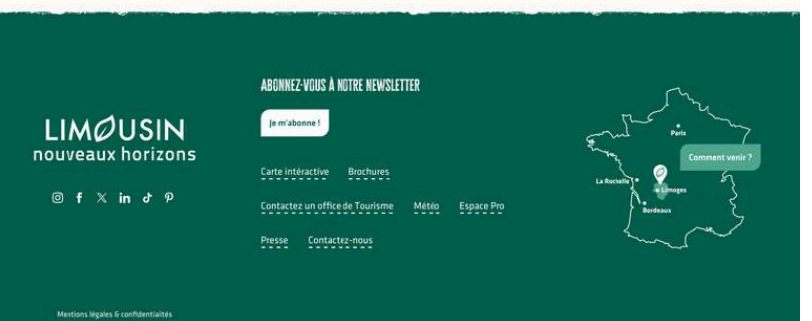 LIMOUSIN
nouveaux horizons
ABONNEZ-VOUS À NOTRE NEWSLETTER
Je m'abonne !
Carte intéractive Brochures
Contactez un office de Tourisme Météo Espace Pro
Presse Contactez-nous
Paris
Comment venir ?
La Rochelle
Limoges
Bordeaux
Mentions légales & confidentialités